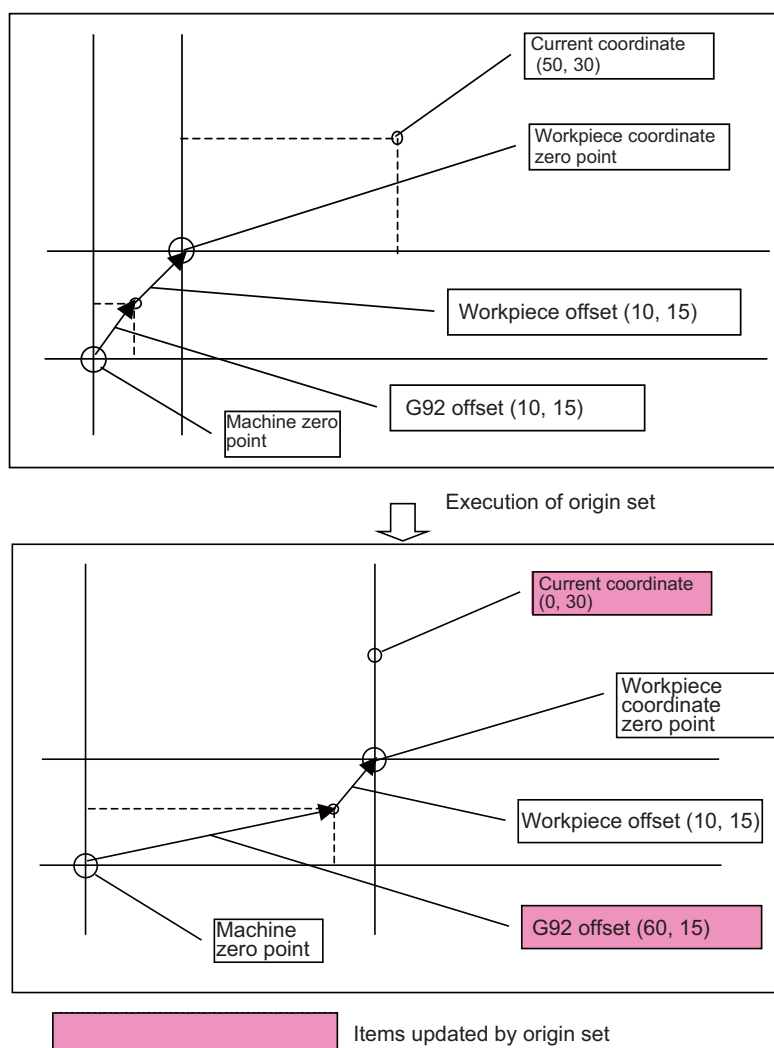 Current coordinate
(50, 30)
Workpiece coordinate
zero point
Workpiece offset (10, 15)
G92 offset (10, 15)
Machine zero
point
Execution of origin set
Current coordinate
(0, 30)
Workpiece
coordinate
zero point
Workpiece offset (10, 15)
Machine
zero point
G92 offset (60, 15)
Items updated by origin set